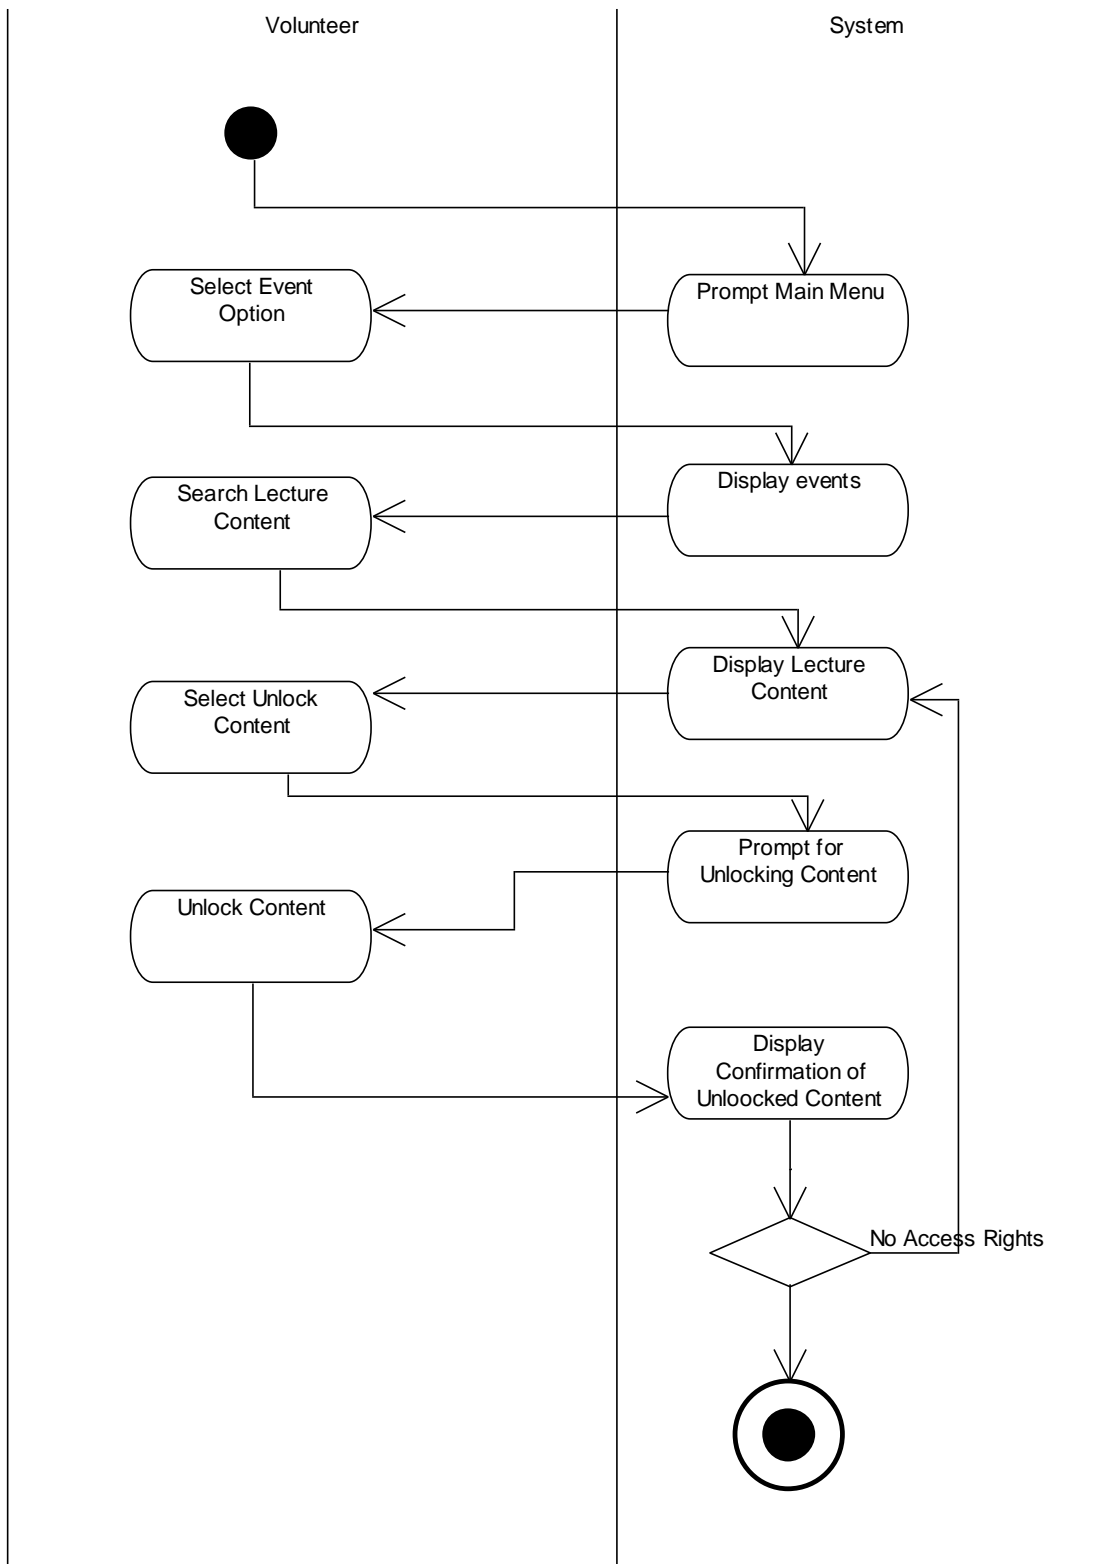 Volunteer
System
Select Event
Option
Prompt Main Menu
Display events
Search Lecture
Content
Display Lecture
Content
Select Unlock
Content
Prompt for
Unlocking Content
Unlock Content
Display
Confirmation of
Unloocked Content
No Access Rights